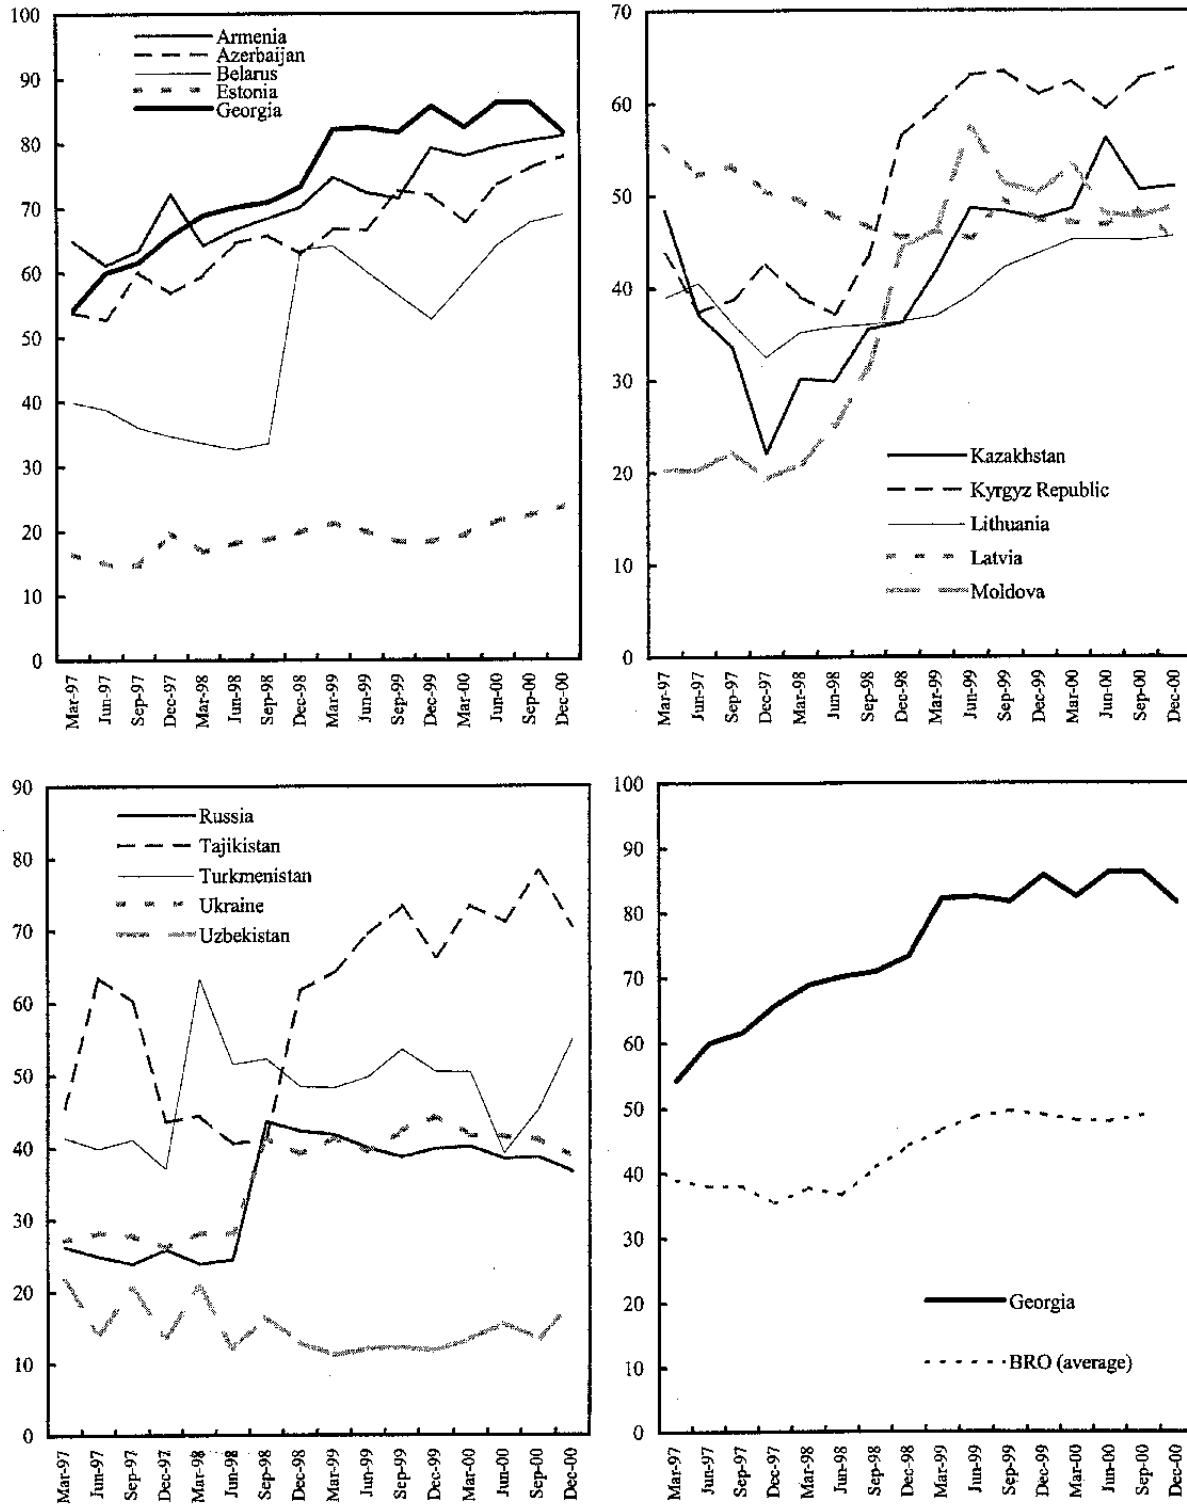 100
90
80
70
60
50
40
30
20
10
0
Armenia
Azerbaijan
Belarus
Estonia
Georgia
Mar-97
Jun-97
Sep-97
Dec-97
Mar-98
Jun-98
Sep-98
Dec-98
Mar-99
Jun-99
Sep-99
Dec-99
Mar-00
Jun-00
Sep-00
Dec-00
70
60
50
40
30
20
10
0
Kazakhstan
Kyrgyz Republic
Lithuania
Latvia
Moldova
Mar-97
Jun-97
Sep-97
Dec-97
Mar-98
Jun-98
Sep-98
Dec-98
Mar-99
Jun-99
Sep-99
Dec-99
Mar-00
Jun-00
Sep-00
Dec-00
90
80
70
60
50
40
30
20
10
0
Russia
Tajikistan
Turkmenistan
Ukraine
Uzbekistan
Mar-97
Jun-97
Sep-97
Dec-97
Mar-98
Jun-98
Sep-98
Dec-98
Mar-99
Jun-99
Sep-99
Dec-99
Mar-00
Jun-00
Sep-00
Dec-00
100
90
80
70
60
50
40
30
20
10
0
Georgia
BRO (average)
Mar-97
Jun-97
Sep-97
Dec-97
Mar-98
Jun-98
Sep-98
Dec-98
Mar-99
Jun-99
Sep-99
Dec-99
Mar-00
Jun-00
Sep-00
Dec-00